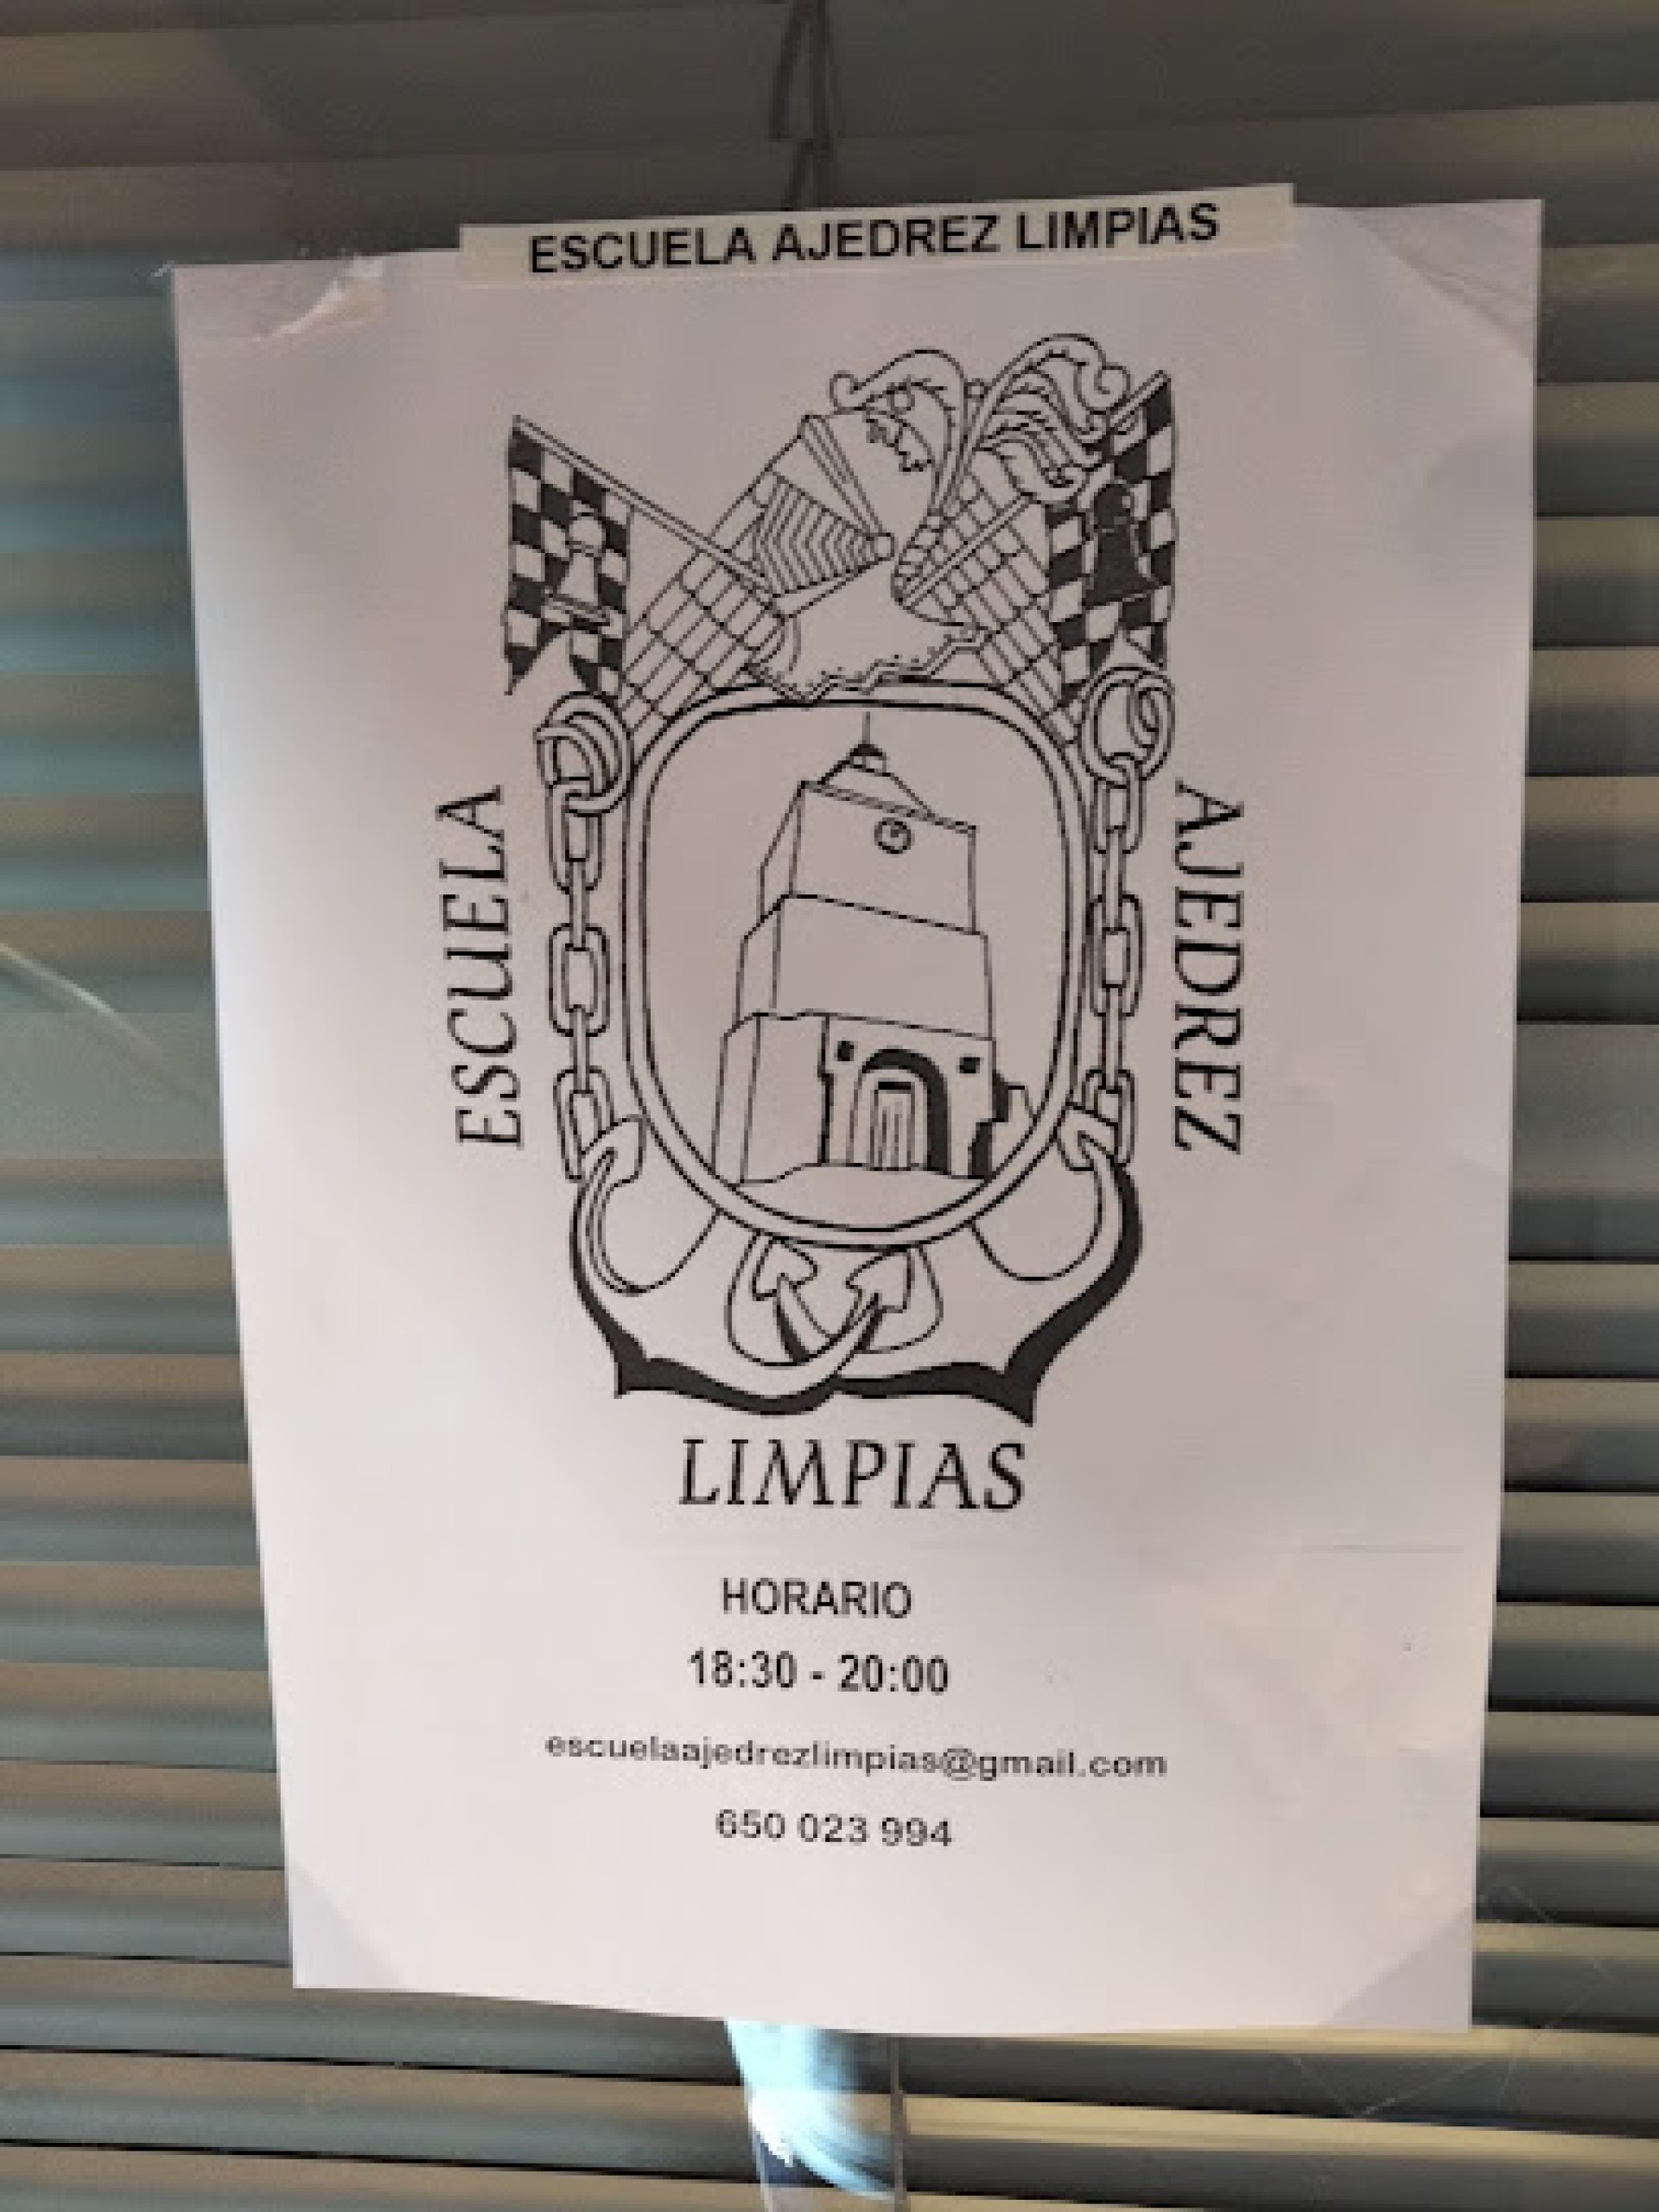 ESCUELA AJEDREZ LIMPIAS
ESCUELA
AJEDREZ
LIMPIAS
HORARIO
18:30 - 20:00
escuelaajedrezlimpias@gmail.com
650 023 994